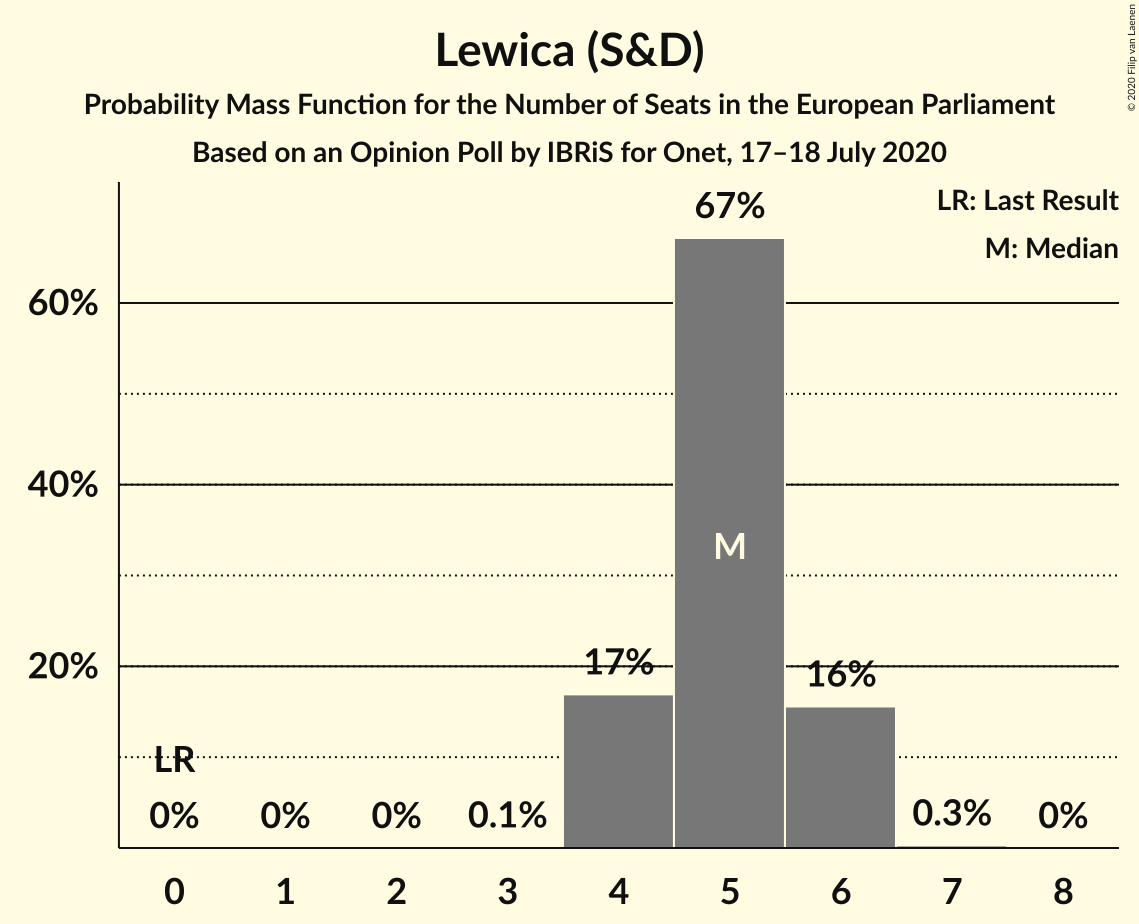 Lewica (S&D)
Probability Mass Function for the Number of Seats in the European Parliament
Based on an Opinion Poll by IBRiS for Onet, 17–18 July 2020
© 2020 Filip van Laenen
LR: Last Result
M: Median
67%
60%
40%
M
20%
17%
16%
LR
0%
0%
0%
0.1%
0.3%
0%
0
1
2
3
4
5
6
7
8